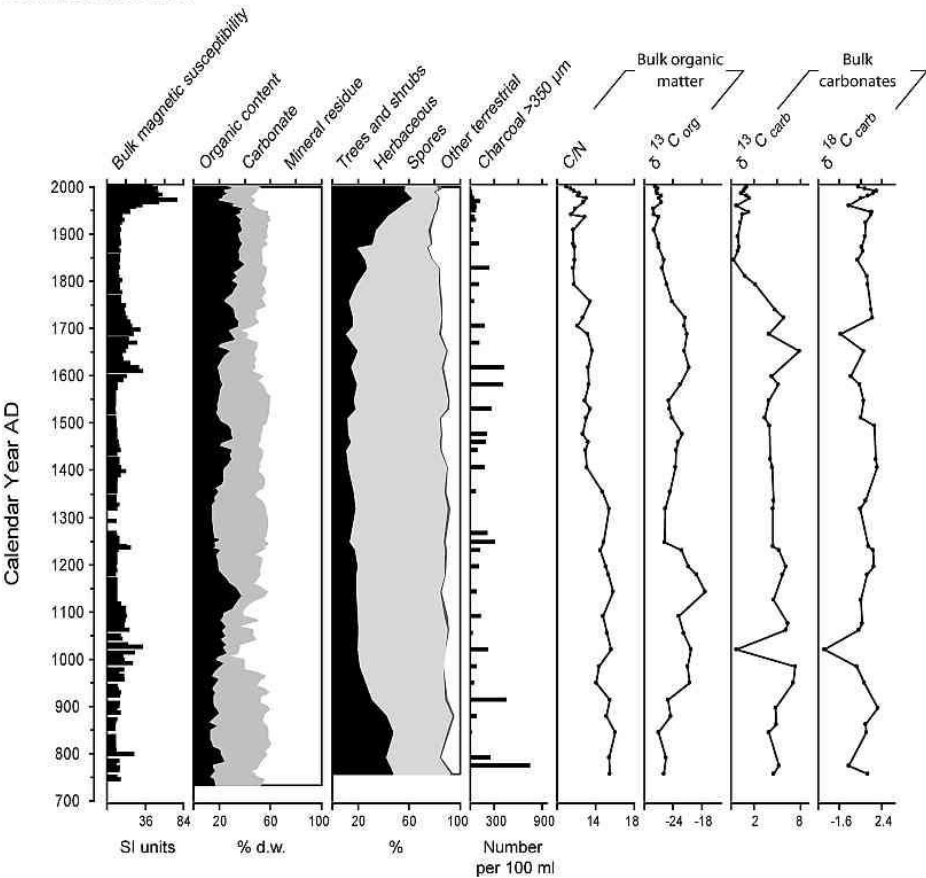 Bulk magnetic susceptibility
Organic content
Carbonate
Mineral residue
Trees and shrubs
Herbaceous
Spores
Other terrestrial
Charcoal >350 µm
Bulk organic
matter
C/N
δ 13 C org
Bulk
carbonates
δ 13 C carb
δ 18 C carb
Calendar Year AD
2000
1900
1800
1700
1600
1500
1400
1300
1200
1100
1000
900
800
700
36 84
20 60 100
20 60 100
0 300 900
14 18
-24 -18
2 8
-1.6 2.4
SI units
% d.w.
%
Number
per 100 ml